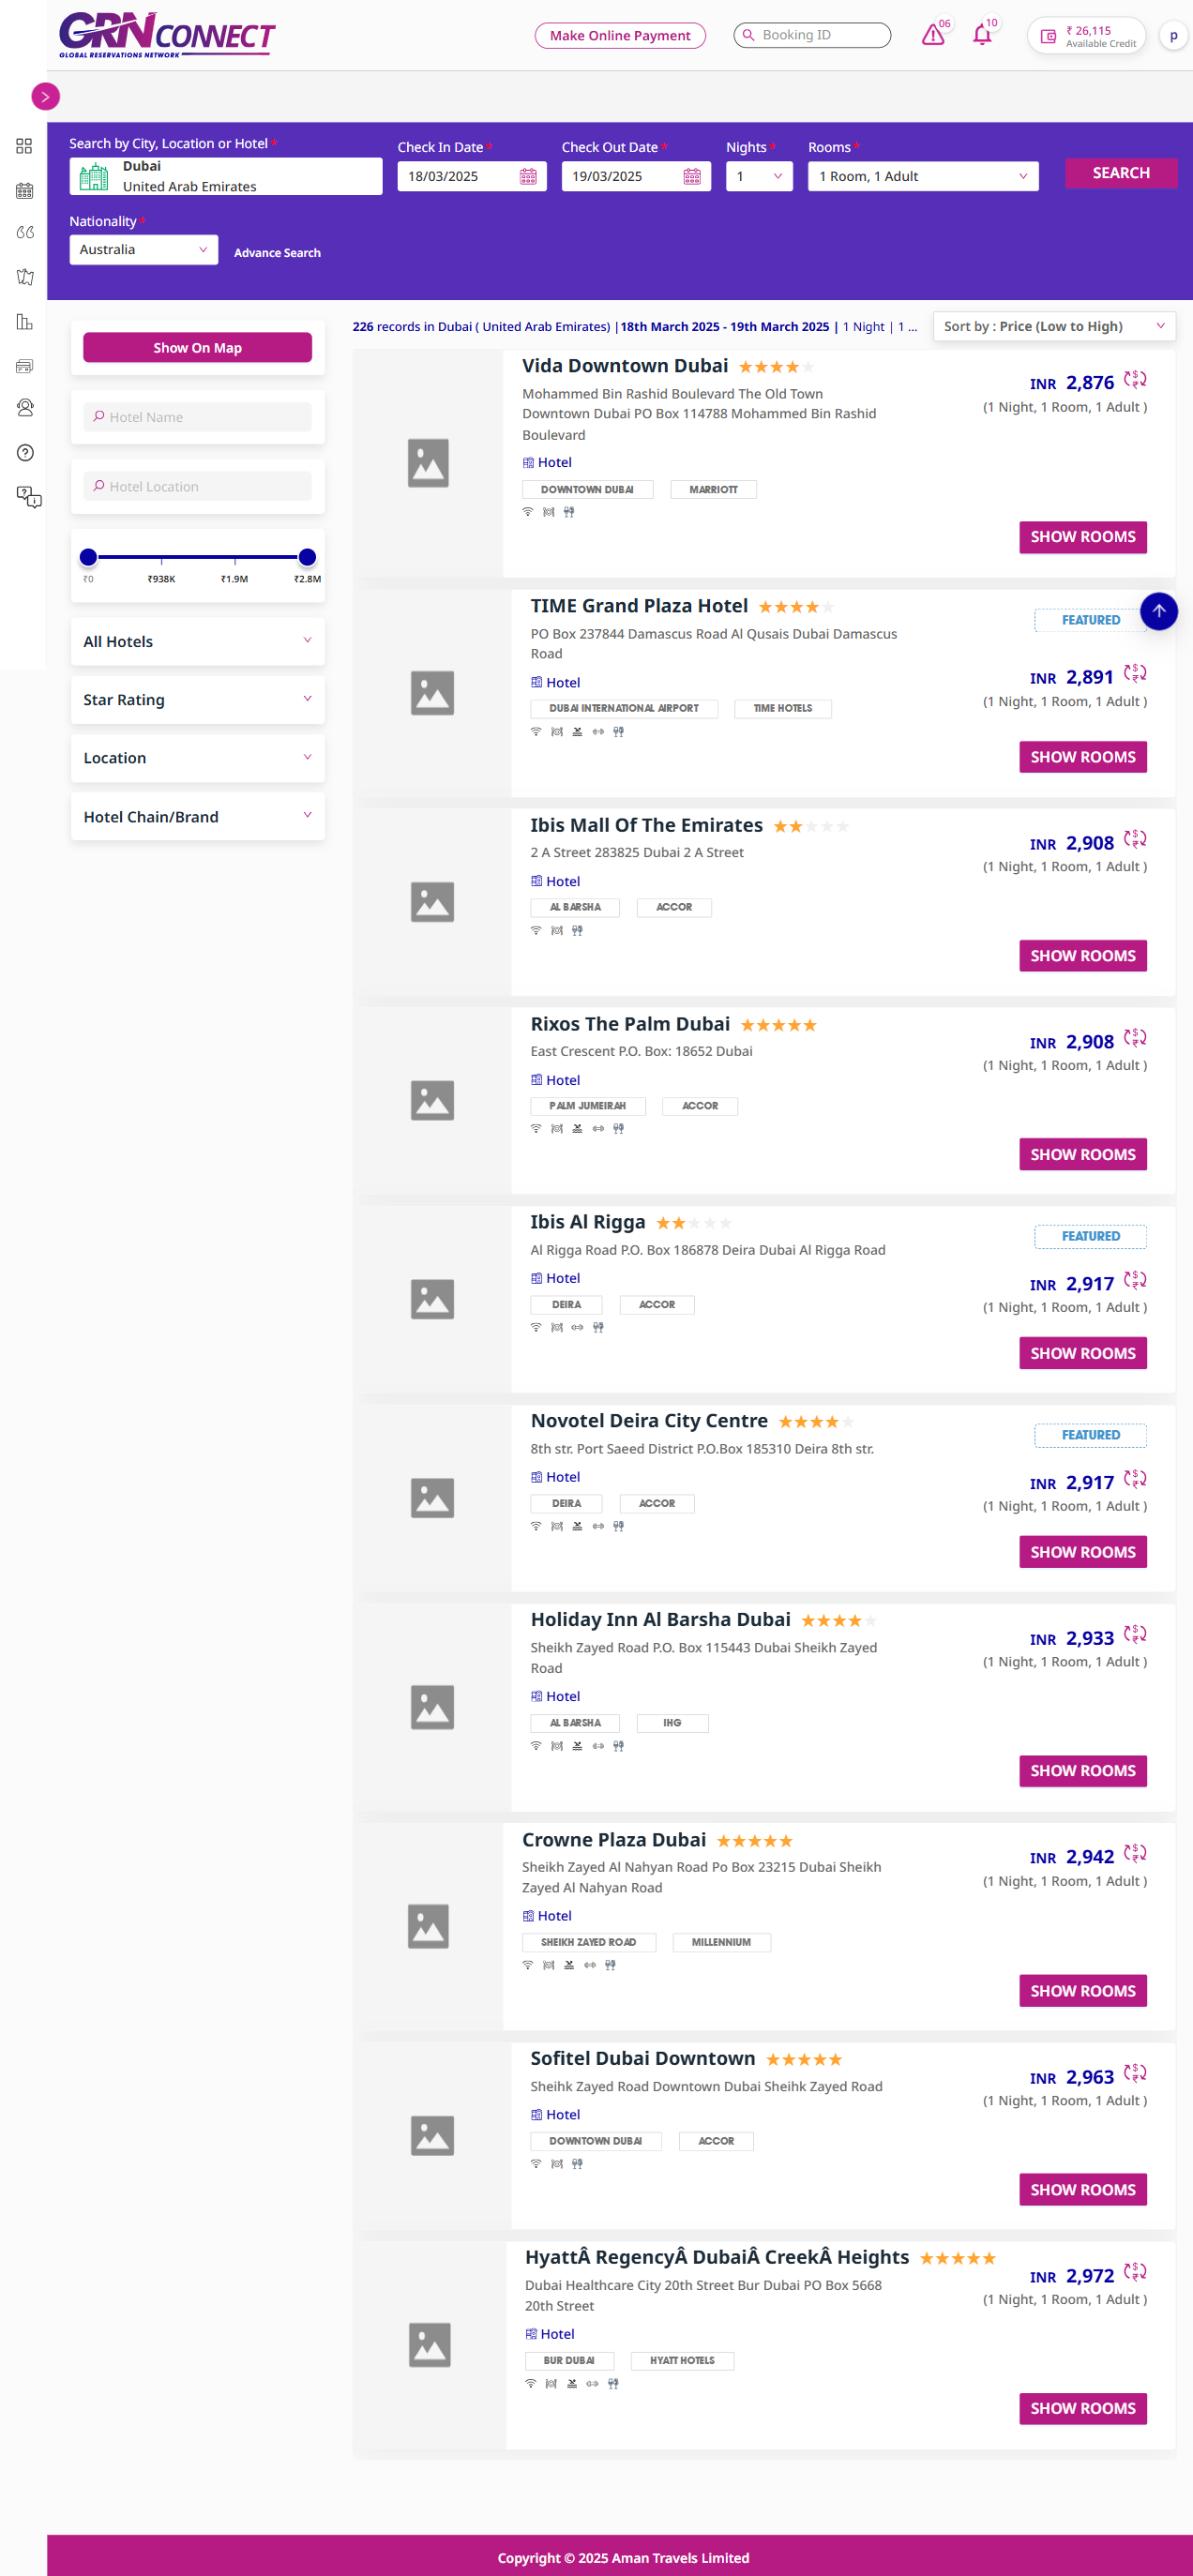 GRNCONNECT
GLOBAL RESERVATIONS NETWORK
Make Online Payment
Booking ID
06
10
₹ 26,115
Available Credit
p
Search by City, Location or Hotel *
Dubai
United Arab Emirates
Check In Date *
18/03/2025
Check Out Date *
19/03/2025
Nights *
1
Rooms *
1 Room, 1 Adult
SEARCH
Nationality *
Australia
Advance Search
Show On Map
Hotel Name
Hotel Location
₹0
₹938K
₹1.9M
₹2.8M
All Hotels
Star Rating
Location
Hotel Chain/Brand
226 records in Dubai ( United Arab Emirates) |18th March 2025 - 19th March 2025 | 1 Night | 1 ...
Sort by : Price (Low to High)
Vida Downtown Dubai
Mohammed Bin Rashid Boulevard The Old Town
Downtown Dubai PO Box 114788 Mohammed Bin Rashid
Boulevard
Hotel
DOWNTOWN DUBAI
MARRIOTT
INR 2,876
(1 Night, 1 Room, 1 Adult )
SHOW ROOMS
TIME Grand Plaza Hotel
PO Box 237844 Damascus Road Al Qusais Dubai Damascus
Road
Hotel
DUBAI INTERNATIONAL AIRPORT
TIME HOTELS
FEATURED
INR 2,891
(1 Night, 1 Room, 1 Adult )
SHOW ROOMS
Ibis Mall Of The Emirates
2 A Street 283825 Dubai 2 A Street
Hotel
AL BARSHA
ACCOR
INR 2,908
(1 Night, 1 Room, 1 Adult )
SHOW ROOMS
Rixos The Palm Dubai
East Crescent P.O. Box: 18652 Dubai
Hotel
PALM JUMEIRAH
ACCOR
INR 2,908
(1 Night, 1 Room, 1 Adult )
SHOW ROOMS
Ibis Al Rigga
Al Rigga Road P.O. Box 186878 Deira Dubai Al Rigga Road
Hotel
DEIRA
ACCOR
FEATURED
INR 2,917
(1 Night, 1 Room, 1 Adult )
SHOW ROOMS
Novotel Deira City Centre
8th str. Port Saeed District P.O.Box 185310 Deira 8th str.
Hotel
DEIRA
ACCOR
FEATURED
INR 2,917
(1 Night, 1 Room, 1 Adult )
SHOW ROOMS
Holiday Inn Al Barsha Dubai
Sheikh Zayed Road P.O. Box 115443 Dubai Sheikh Zayed
Road
Hotel
AL BARSHA
IHG
INR 2,933
(1 Night, 1 Room, 1 Adult )
SHOW ROOMS
Crowne Plaza Dubai
Sheikh Zayed Al Nahyan Road Po Box 23215 Dubai Sheikh
Zayed Al Nahyan Road
Hotel
SHEIKH ZAYED ROAD
MILLENNIUM
INR 2,942
(1 Night, 1 Room, 1 Adult )
SHOW ROOMS
Sofitel Dubai Downtown
Sheihk Zayed Road Downtown Dubai Sheihk Zayed Road
Hotel
DOWNTOWN DUBAI
ACCOR
INR 2,963
(1 Night, 1 Room, 1 Adult )
SHOW ROOMS
HyattÂ RegencyÂ DubaiÂ CreekÂ Heights
Dubai Healthcare City 20th Street Bur Dubai PO Box 5668
20th Street
Hotel
BUR DUBAI
HYATT HOTELS
INR 2,972
(1 Night, 1 Room, 1 Adult )
SHOW ROOMS
Copyright © 2025 Aman Travels Limited